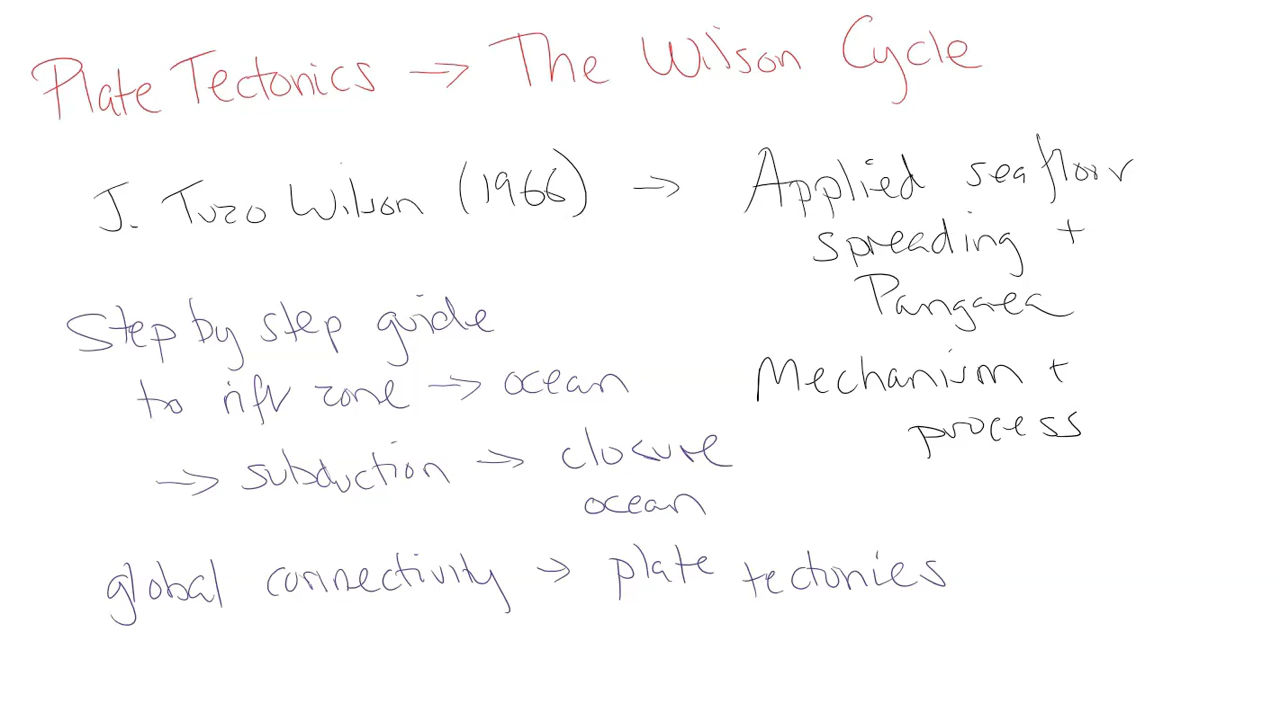 Plate Tectonics → The Wilson Cycle
J. Tuzo Wilson (1966) → Applied seafloor
spreading +
Pangaea
Mechanism +
process
Step by step guide
to rift zone → ocean
→ subduction → closure
ocean
global connectivity → plate tectonics